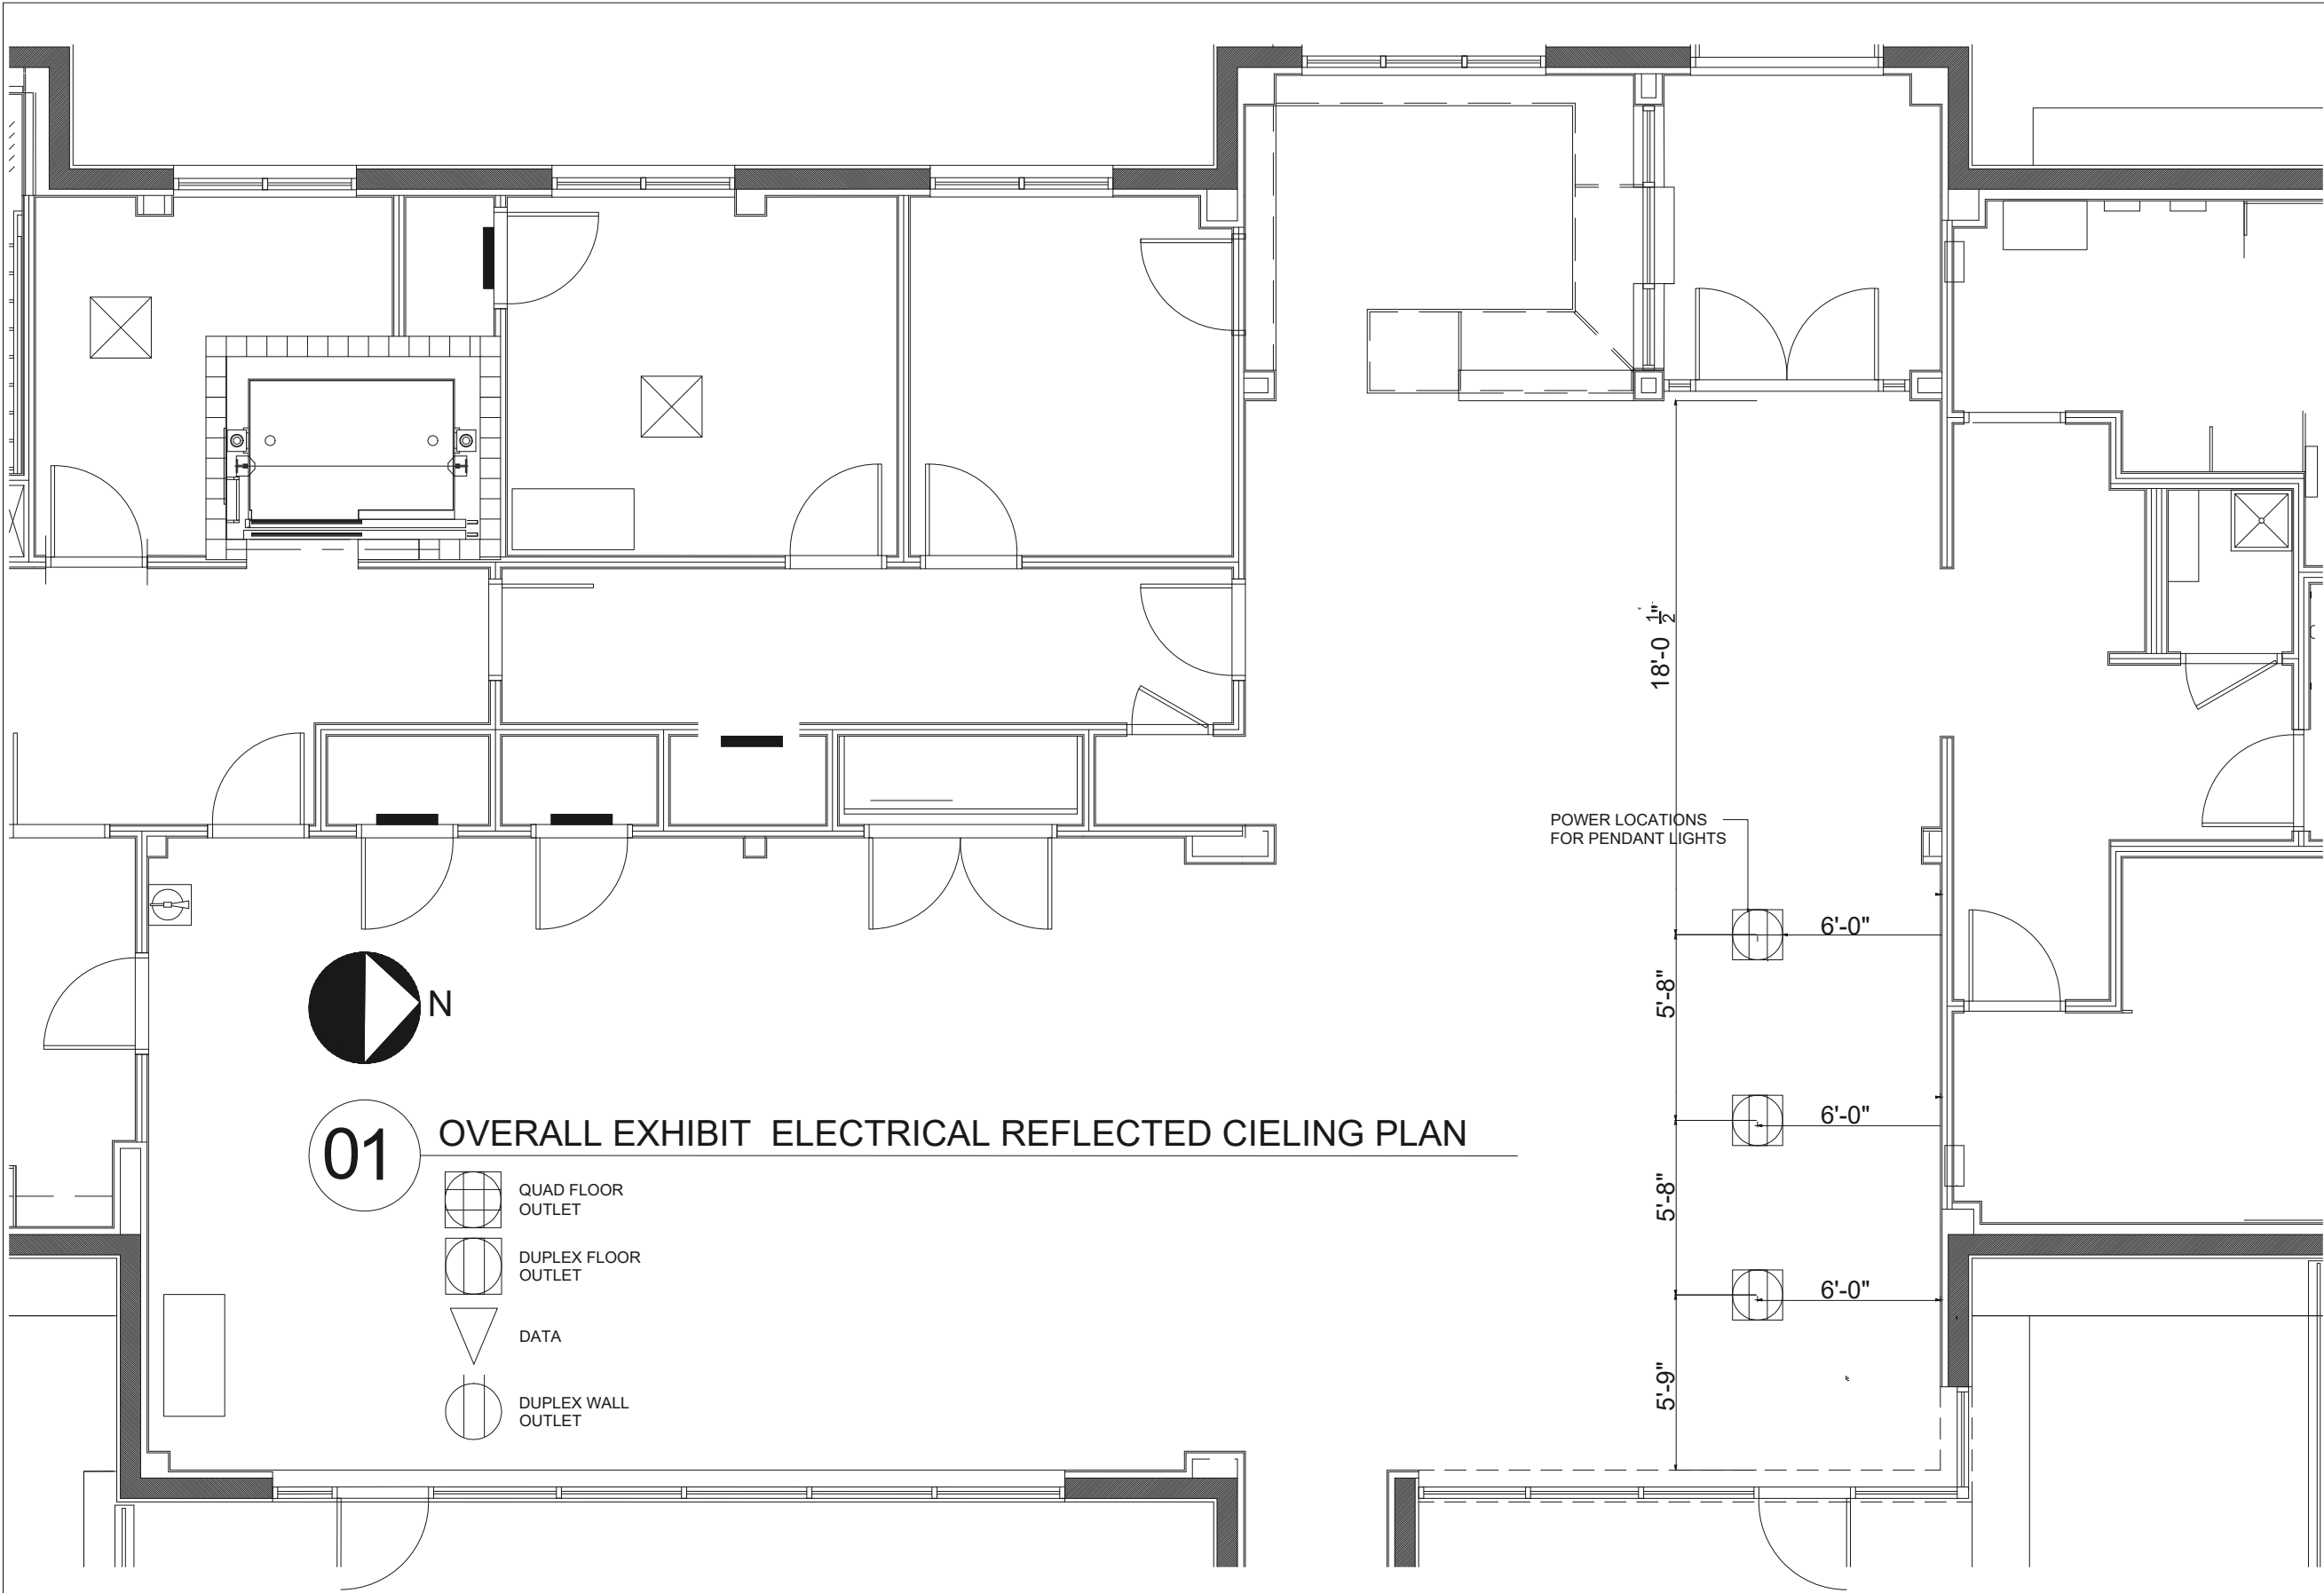 18'-0 1/2"
POWER LOCATIONS
FOR PENDANT LIGHTS
6'-0"
5'-8"
N
6'-0"
01
OVERALL EXHIBIT ELECTRICAL REFLECTED CIELING PLAN
5'-8"
QUAD FLOOR
OUTLET
DUPLEX FLOOR
OUTLET
6'-0"
DATA
5'-9"
DUPLEX WALL
OUTLET